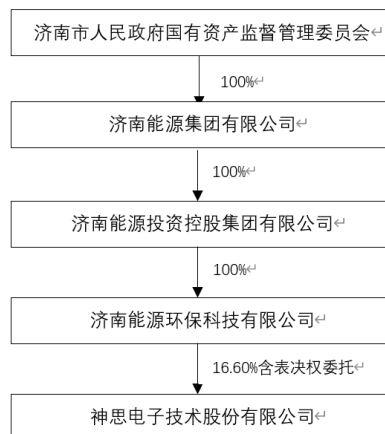 济南市人民政府国有资产监督管理委员会↵
100%↵
济南能源集团有限公司↵
100%↵
济南能源投资控股集团有限公司↵
100%↵
济南能源环保科技有限公司↵
16.60%含表决权委托↵
神思电子技术股份有限公司↵